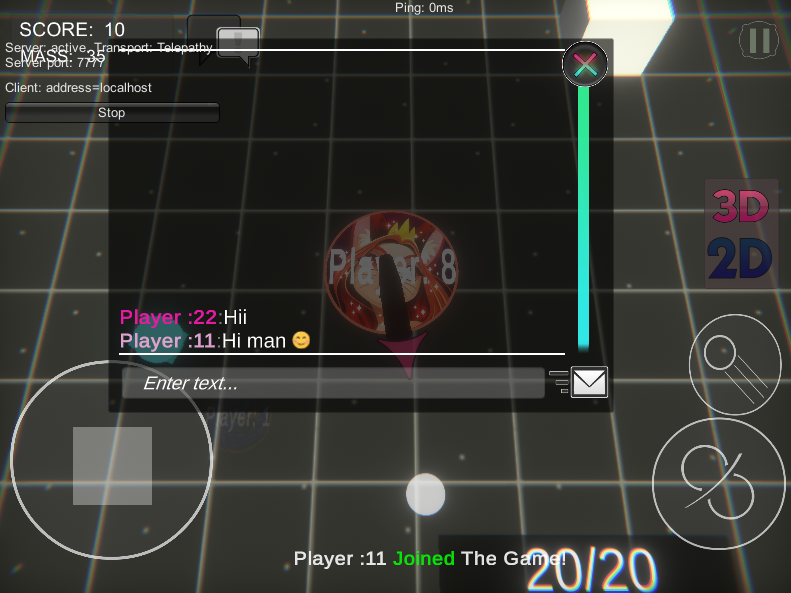 Ping: 0ms
SCORE: 10
Server: active. Transport: Telepathy
MASS: 35
Server port: 7777
Client: address=localhost
Stop
3D
2D
Player: 8
Player :22:Hii
Player :11:Hi man 😊
Enter text...
Player: 1
Player :11 Joined The Game!
20/20